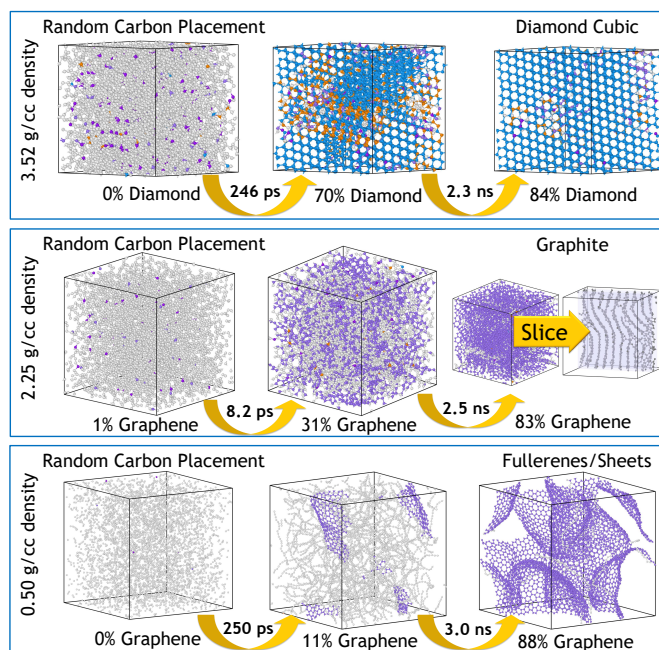 Random Carbon Placement
Diamond Cubic
3.52 g/cc density
0% Diamond
246 ps
70% Diamond
2.3 ns
84% Diamond
Random Carbon Placement
Graphite
2.25 g/cc density
Slice
1% Graphene
8.2 ps
31% Graphene
2.5 ns
83% Graphene
Random Carbon Placement
Fullerenes/Sheets
0.50 g/cc density
0% Graphene
250 ps
11% Graphene
3.0 ns
88% Graphene